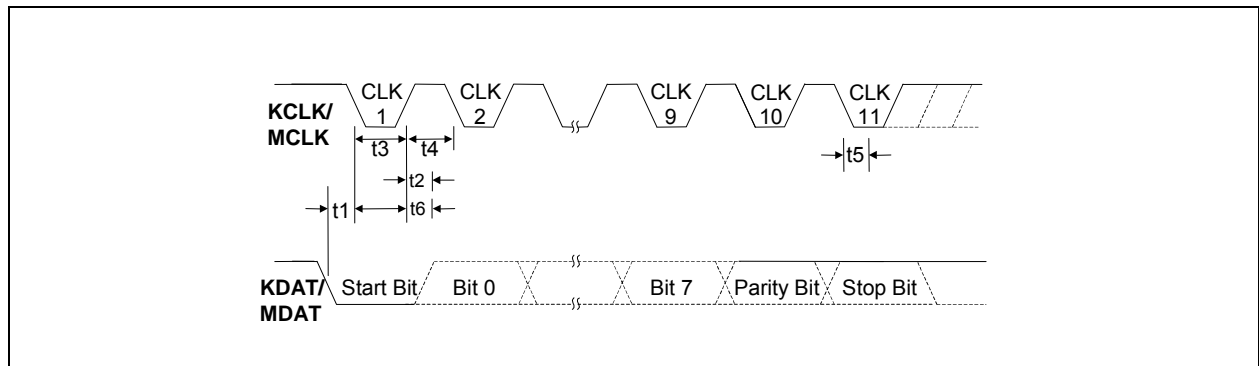 CLK 1
CLK 2
CLK 9
CLK 10
CLK 11
KCLK/
MCLK
t3
t4
t5
t2
t1
t6
KDAT/
MDAT
Start Bit
Bit 0
Bit 7
Parity Bit
Stop Bit